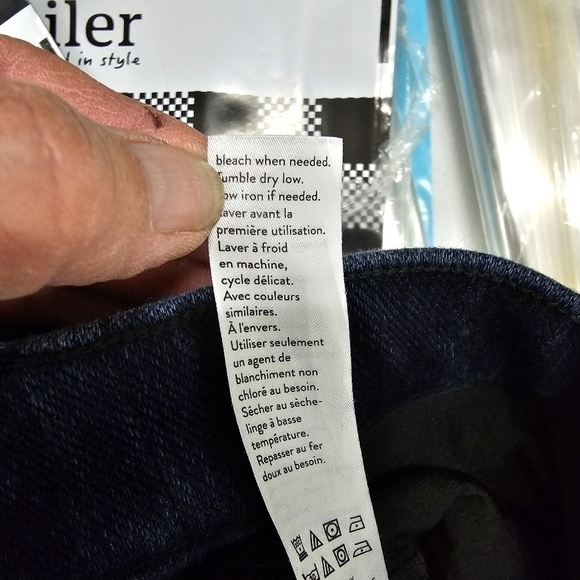 iler
in style
bleach when needed.
Tumble dry low.
ow iron if needed.
Laver avant la
première utilisation.
Laver à froid
en machine,
cycle délicat.
Avec couleurs
similaires.
À l'envers.
Utiliser seulement
un agent de
blanchiment non
chloré au besoin.
Sécher au sèche-
linge à basse
température.
Repasser au fer
doux au besoin.